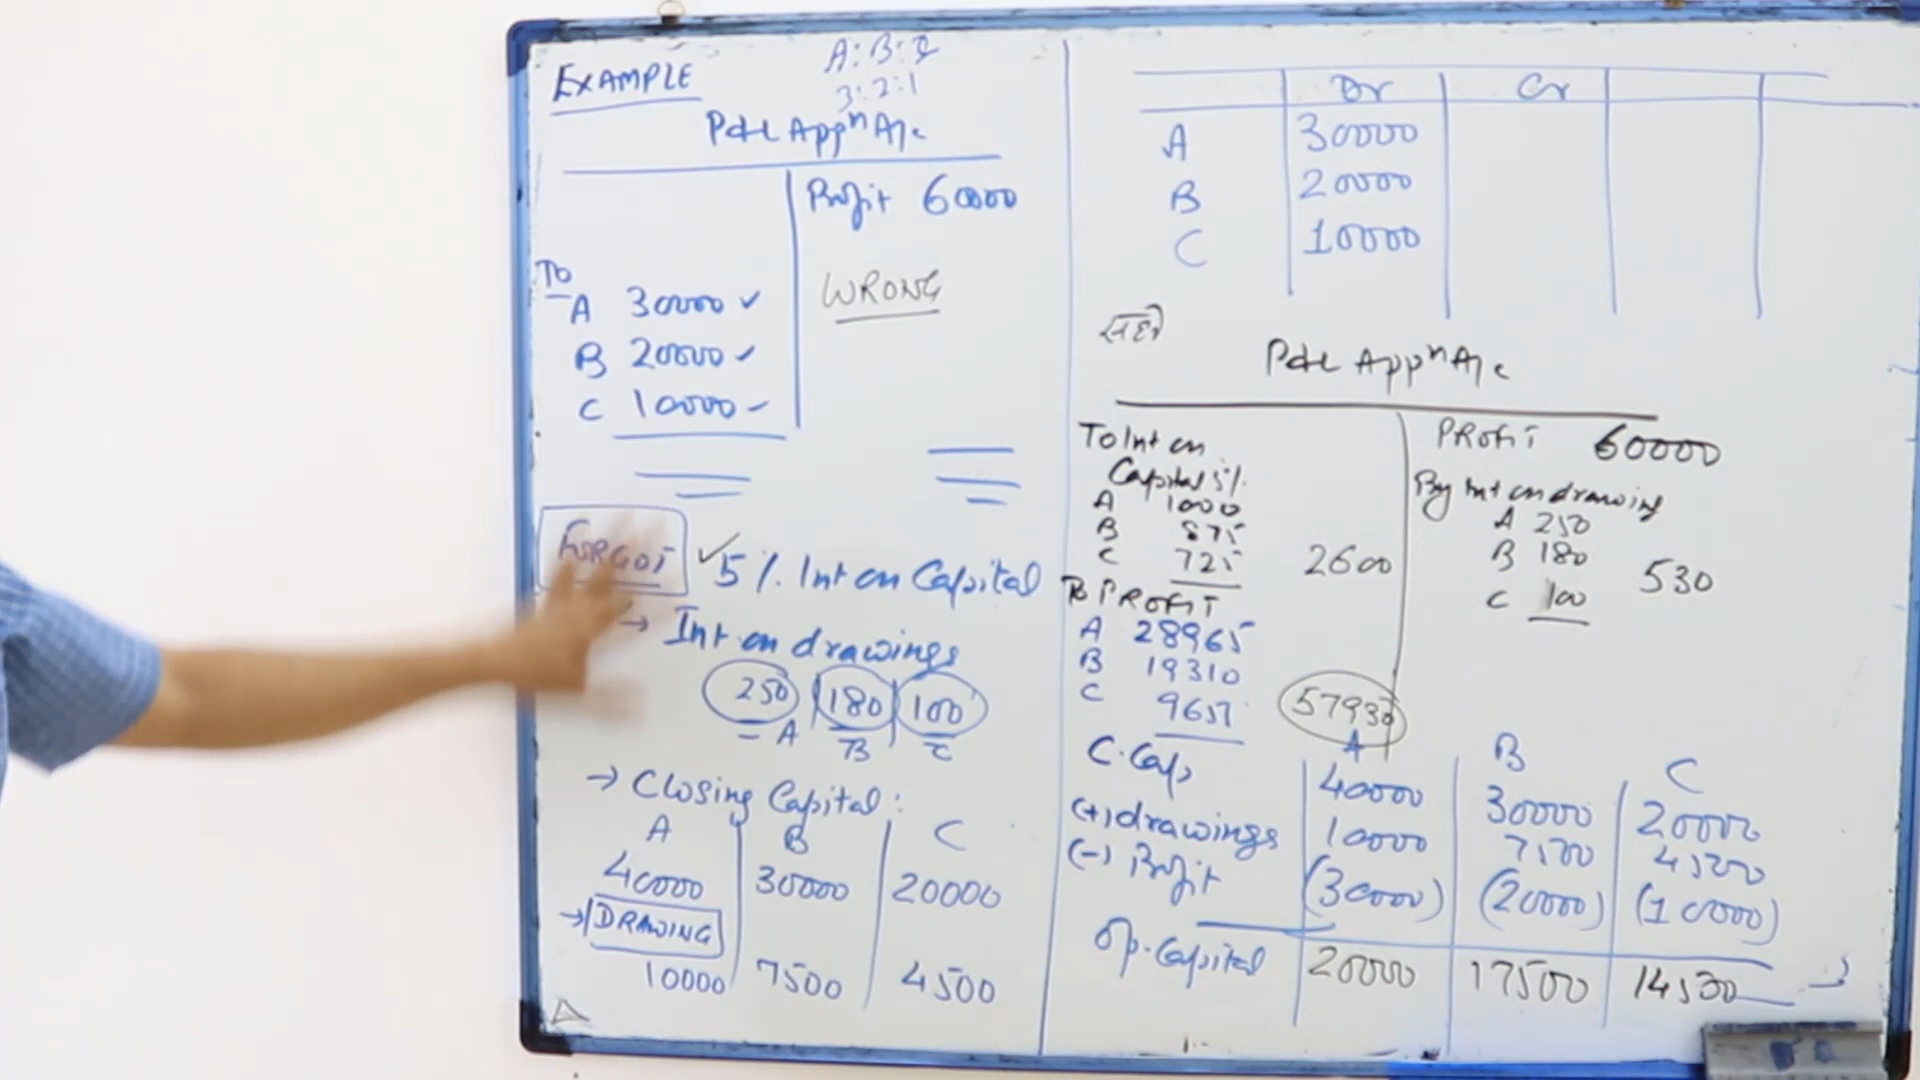 EXAMPLE
A : B : C
3 : 2 : 1
P&L Appⁿ A/c
Profit 60000
To
A 30000 ✓
B 20000 ✓
C 10000 ✓
WRONG
FORGOT
✓ 5 % Int on Capital
→ Int on drawings
250 180 100
A B C
→ Closing Capital :
A B C
40000 30000 20000
→ DRAWING
10000 7500 4500
Dr Cr
A 30000
B 20000
C 10000
सही
P&L Appⁿ A/c
To Int on
Capital 5%
A 1000
B 875
C 725 2600
To PROFIT
A 28965
B 19310
C 9657 57930
PROFIT 60000
By Int on drawing
A 250
B 180
C 100 530
A B C
C. Cap 40000 30000 20000
(+) drawings 10000 7500 4500
(-) Profit (30000) (20000) (10000)
Op. Capital 20000 17500 14500